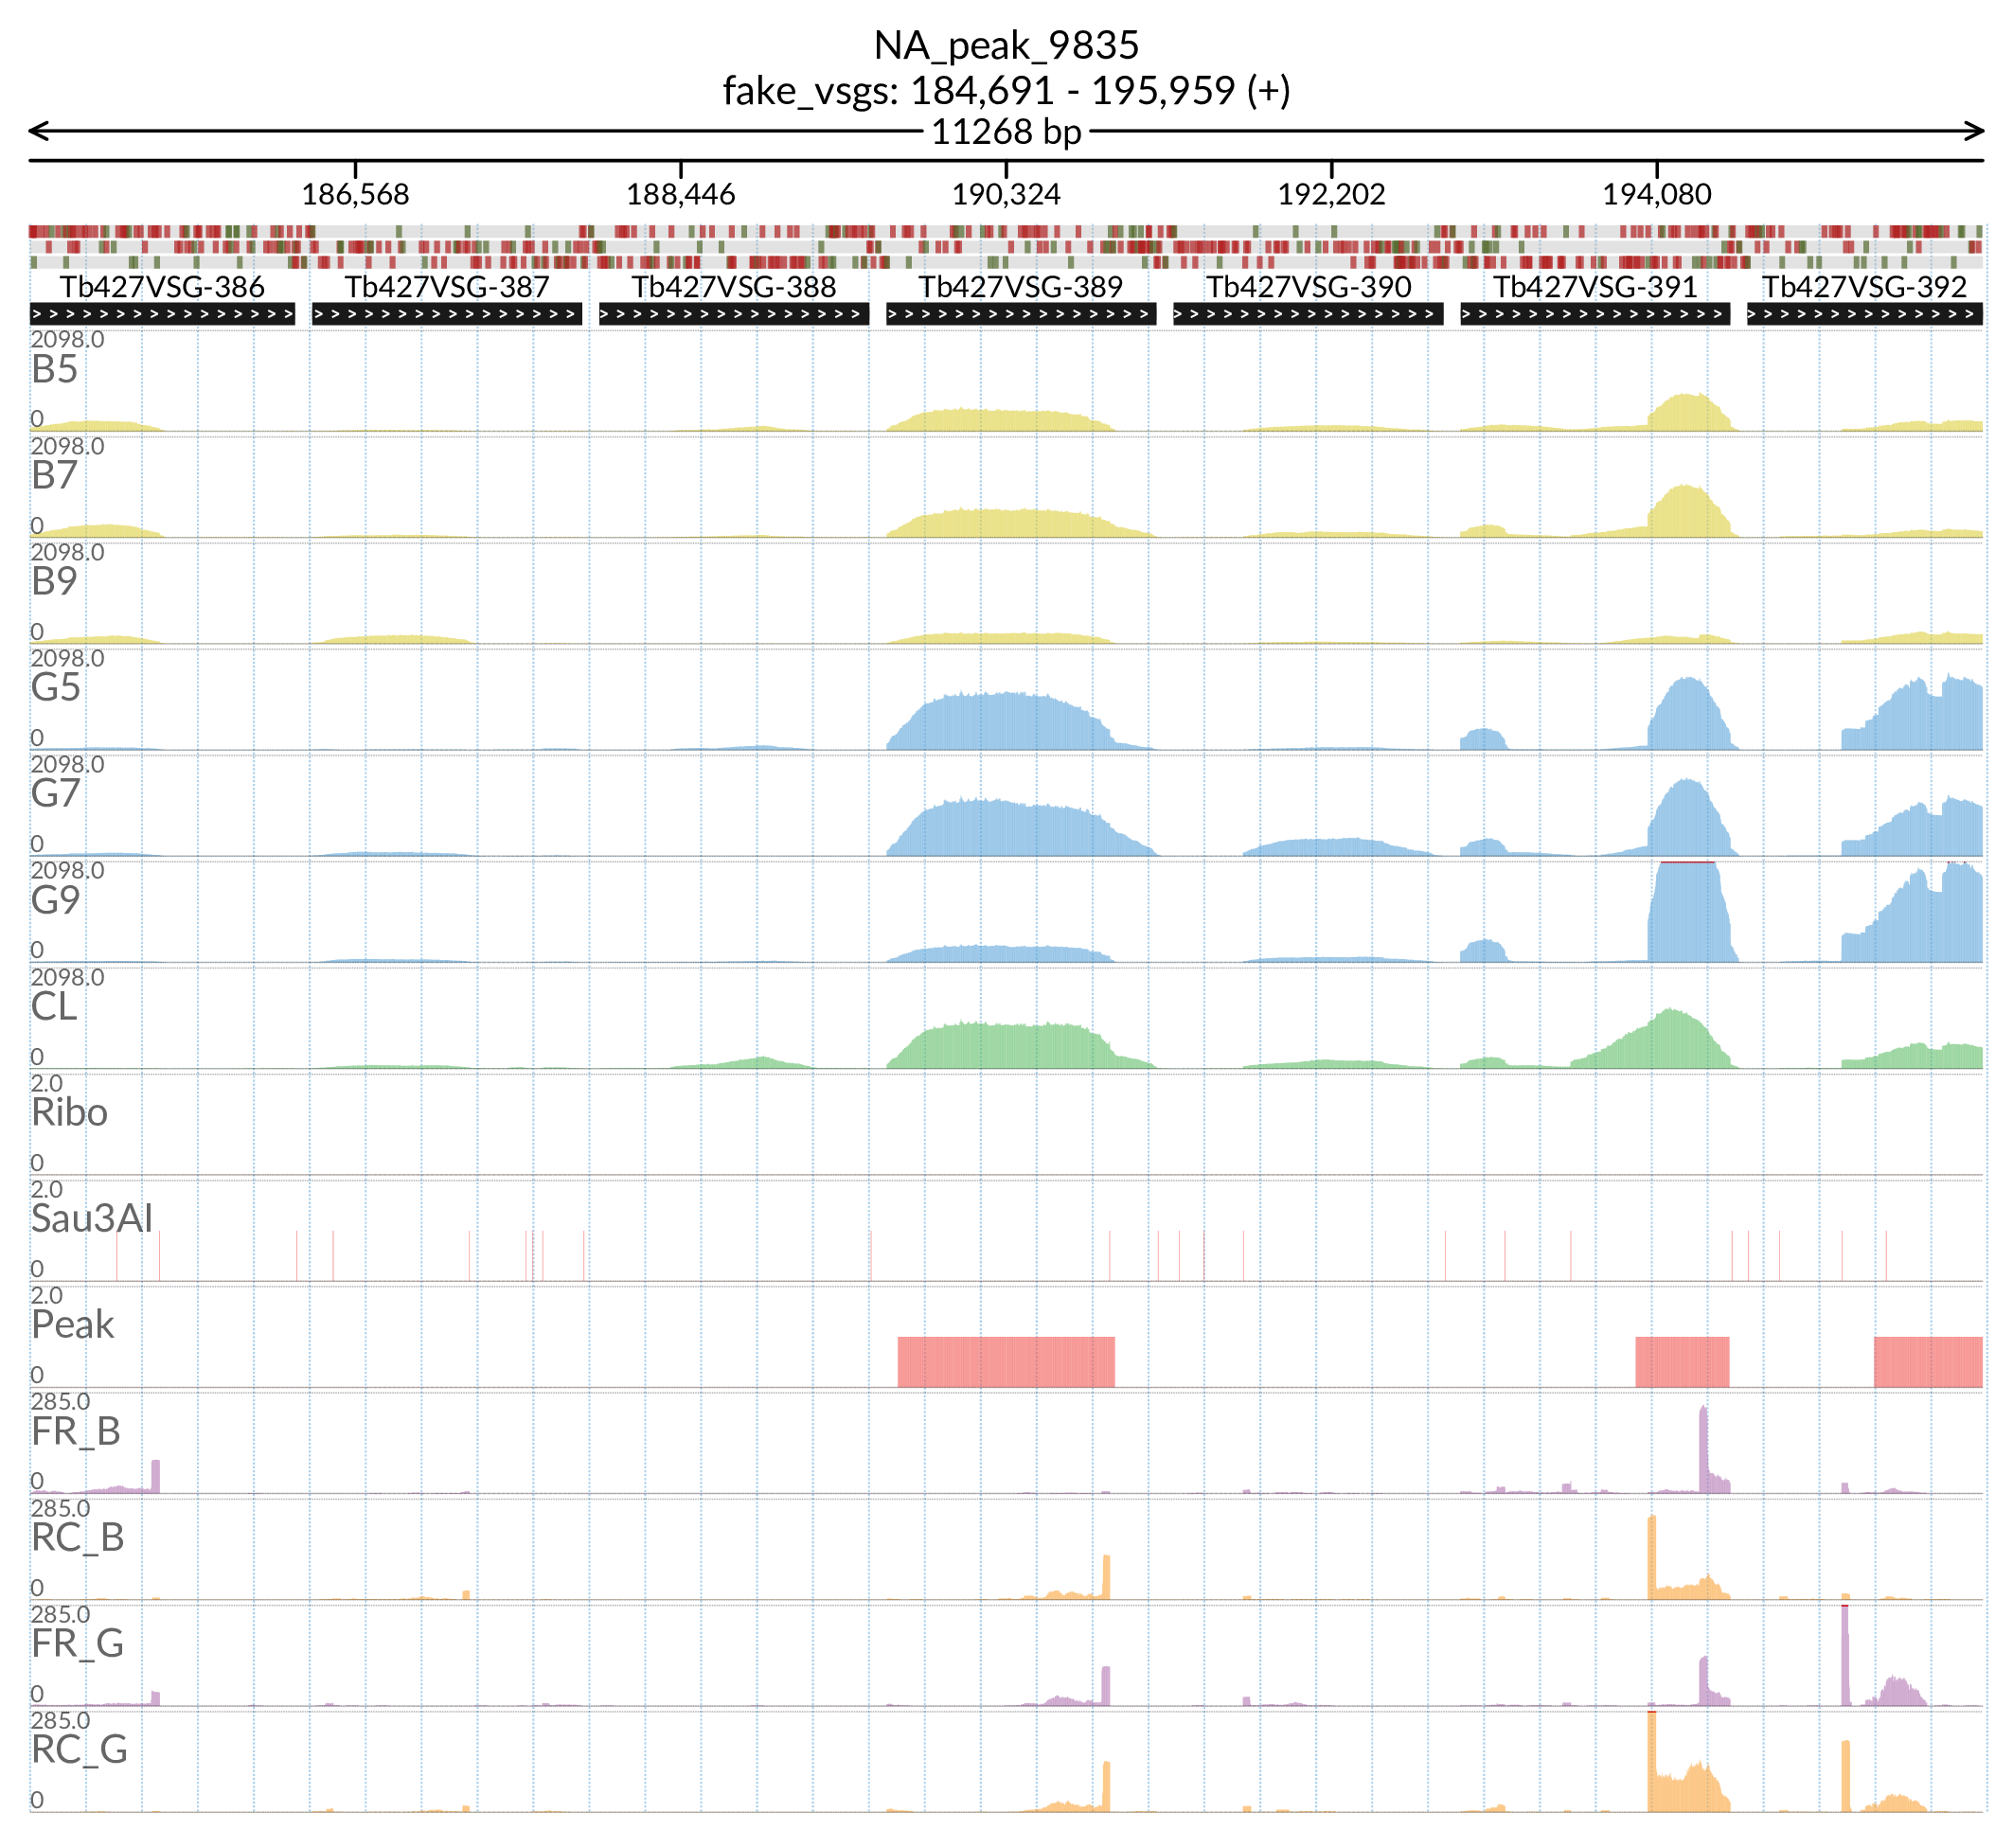 NA_peak_9835
fake_vsgs: 184,691 - 195,959 (+)
11268 bp
186,568 188,446 190,324 192,202 194,080
Tb427VSG-386 Tb427VSG-387 Tb427VSG-388 Tb427VSG-389 Tb427VSG-390 Tb427VSG-391 Tb427VSG-392
2098.0
B5
0
2098.0
B7
0
2098.0
B9
0
2098.0
G5
0
2098.0
G7
0
2098.0
G9
0
2098.0
CL
0
2.0
Ribo
0
2.0
Sau3AI
0
2.0
Peak
0
285.0
FR_B
0
285.0
RC_B
0
285.0
FR_G
0
285.0
RC_G
0